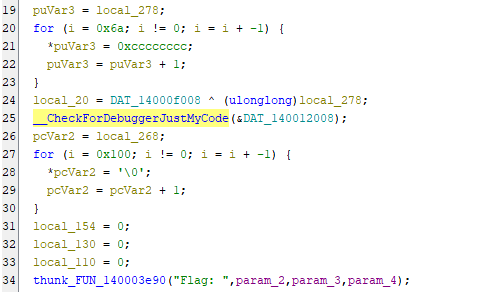 19 puVar3 = local_278;
20 for (i = 0x6a; i != 0; i = i + -1) {
21 *puVar3 = 0xcccccccc;
22 puVar3 = puVar3 + 1;
23 }
24 local_20 = DAT_14000f008 ^ (ulonglong)local_278;
25 __CheckForDebuggerJustMyCode(&DAT_140012008);
26 pcVar2 = local_268;
27 for (i = 0x100; i != 0; i = i + -1) {
28 *pcVar2 = '\0';
29 pcVar2 = pcVar2 + 1;
30 }
31 local_154 = 0;
32 local_130 = 0;
33 local_110 = 0;
34 thunk_FUN_140003e90("Flag: ",param_2,param_3,param_4);